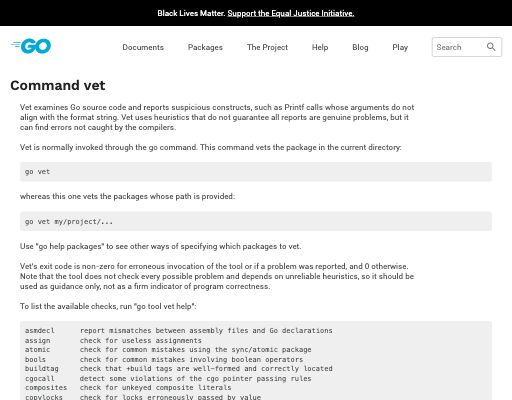 Black Lives Matter. Support the Equal Justice Initiative.
GO
Documents Packages The Project Help Blog Play Search
Command vet
Vet examines Go source code and reports suspicious constructs, such as Printf calls whose arguments do not
align with the format string. Vet uses heuristics that do not guarantee all reports are genuine problems, but it
can find errors not caught by the compilers.
Vet is normally invoked through the go command. This command vets the package in the current directory:
go vet
whereas this one vets the packages whose path is provided:
go vet my/project/...
Use "go help packages" to see other ways of specifying which packages to vet.
Vet's exit code is non-zero for erroneous invocation of the tool or if a problem was reported, and 0 otherwise.
Note that the tool does not check every possible problem and depends on unreliable heuristics, so it should be
used as guidance only, not as a firm indicator of program correctness.
To list the available checks, run "go tool vet help":
asmdecl report mismatches between assembly files and Go declarations
assign check for useless assignments
atomic check for common mistakes using the sync/atomic package
bools check for common mistakes involving boolean operators
buildtag check that +build tags are well-formed and correctly located
cgocall detect some violations of the cgo pointer passing rules
composites check for unkeyed composite literals
copylocks check for locks erroneously passed by value